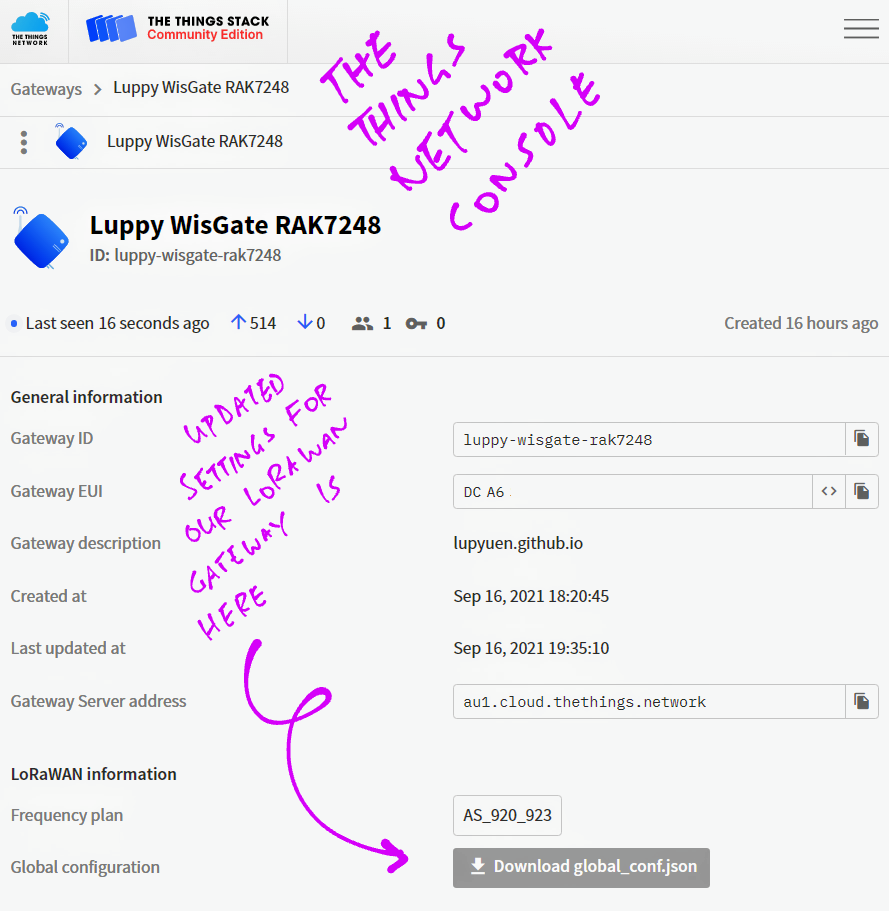 THE THINGS NETWORK
THE THINGS STACK
Community Edition
THE
THINGS
NETWORK
CONSOLE
Gateways > Luppy WisGate RAK7248
Luppy WisGate RAK7248
Luppy WisGate RAK7248
ID: luppy-wisgate-rak7248
Last seen 16 seconds ago ↑ 514 ↓ 0 1 0 Created 16 hours ago
General information
UPDATED
SETTINGS FOR
OUR LORAWAN
GATEWAY IS
HERE
Gateway ID luppy-wisgate-rak7248
Gateway EUI DC A6 <>
Gateway description lupyuen.github.io
Created at Sep 16, 2021 18:20:45
Last updated at Sep 16, 2021 19:35:10
Gateway Server address au1.cloud.thethings.network
LoRaWAN information
Frequency plan AS_920_923
Global configuration Download global_conf.json